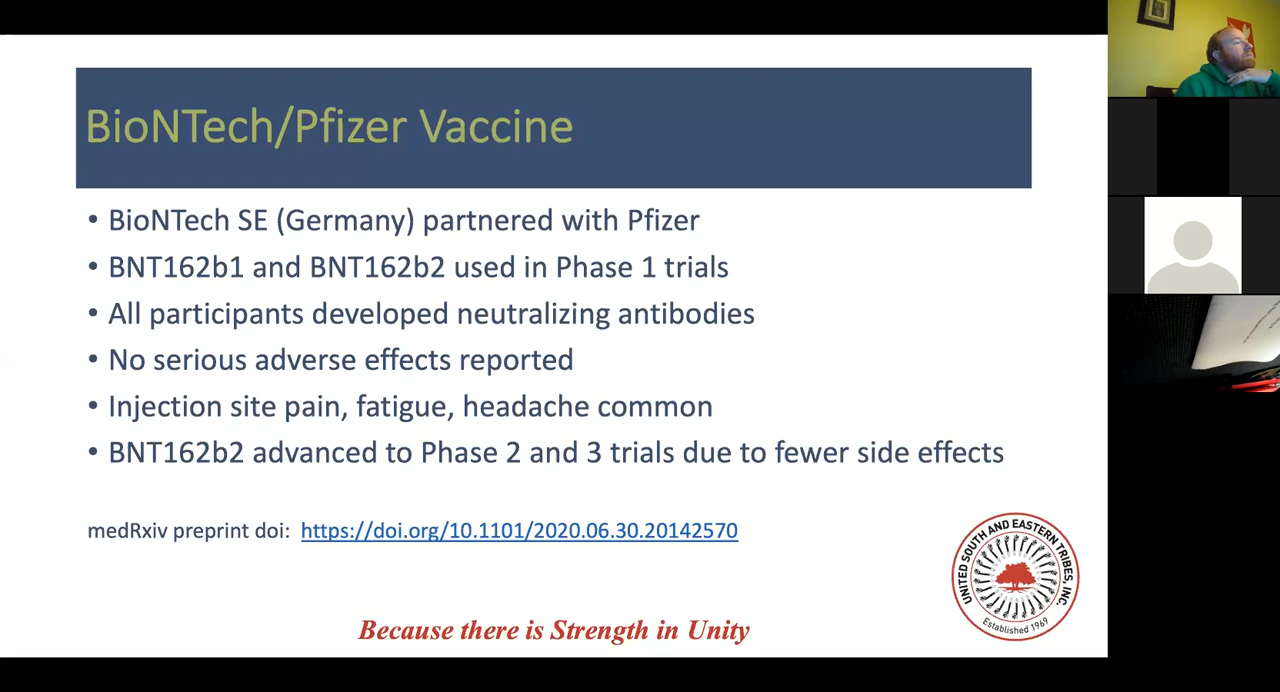 BioNTech/Pfizer Vaccine
• BioNTech SE (Germany) partnered with Pfizer
• BNT162b1 and BNT162b2 used in Phase 1 trials
• All participants developed neutralizing antibodies
• No serious adverse effects reported
• Injection site pain, fatigue, headache common
• BNT162b2 advanced to Phase 2 and 3 trials due to fewer side effects
medRxiv preprint doi: https://doi.org/10.1101/2020.06.30.20142570
UNITED SOUTH AND EASTERN TRIBES, INC.
Established 1969
Because there is Strength in Unity